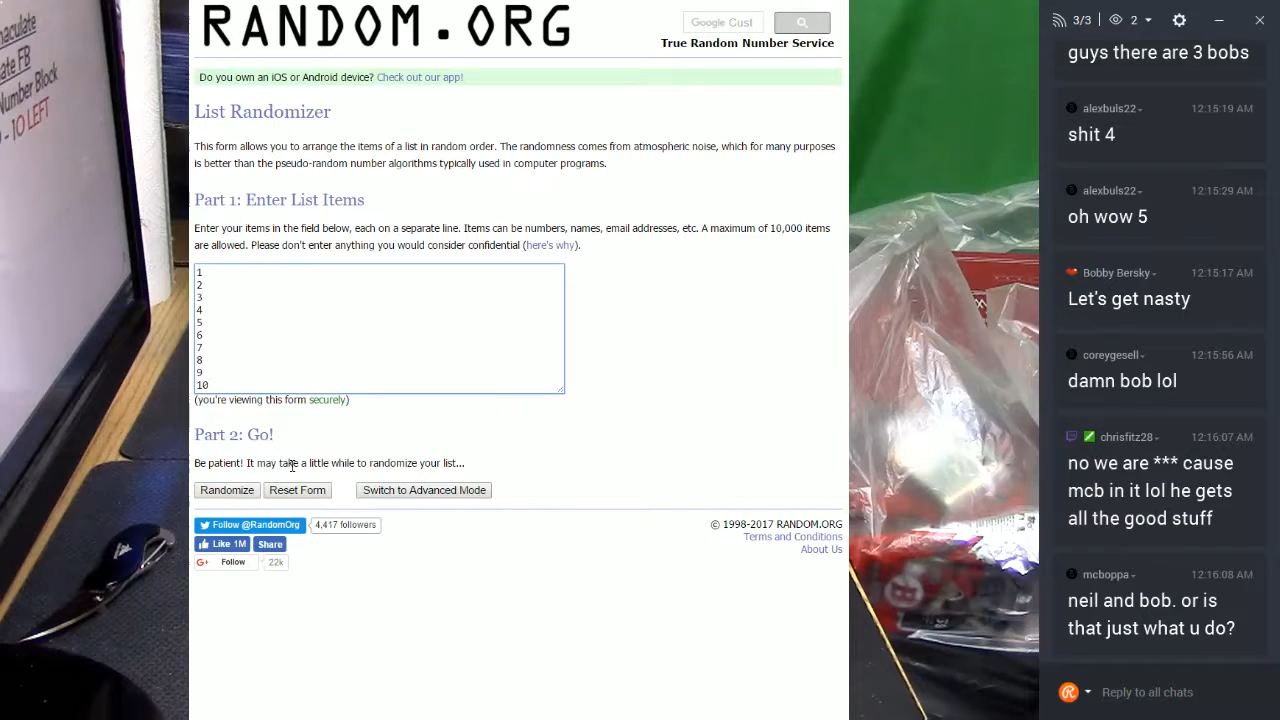 maculate
ate FB
Number Block
- 10 LEFT
RANDOM.ORG
Google Cust
True Random Number Service
Do you own an iOS or Android device? Check out our app!
List Randomizer
This form allows you to arrange the items of a list in random order. The randomness comes from atmospheric noise, which for many purposes
is better than the pseudo-random number algorithms typically used in computer programs.
Part 1: Enter List Items
Enter your items in the field below, each on a separate line. Items can be numbers, names, email addresses, etc. A maximum of 10,000 items
are allowed. Please don't enter anything you would consider confidential (here's why).
1
2
3
4
5
6
7
8
9
10
(you're viewing this form securely)
Part 2: Go!
Be patient! It may take a little while to randomize your list...
Randomize Reset Form Switch to Advanced Mode
Follow @RandomOrg 4,417 followers
Like 1M Share
G+ Follow 22k
© 1998-2017 RANDOM.ORG
Terms and Conditions
About Us
3/3 2
guys there are 3 bobs
alexbuls22 12:15:19 AM
shit 4
alexbuls22 12:15:29 AM
oh wow 5
Bobby Bersky 12:15:17 AM
Let's get nasty
coreygesell 12:15:56 AM
damn bob lol
chrisfitz28 12:16:07 AM
no we are *** cause
mcb in it lol he gets
all the good stuff
mcboppa 12:16:08 AM
neil and bob. or is
that just what u do?
Reply to all chats